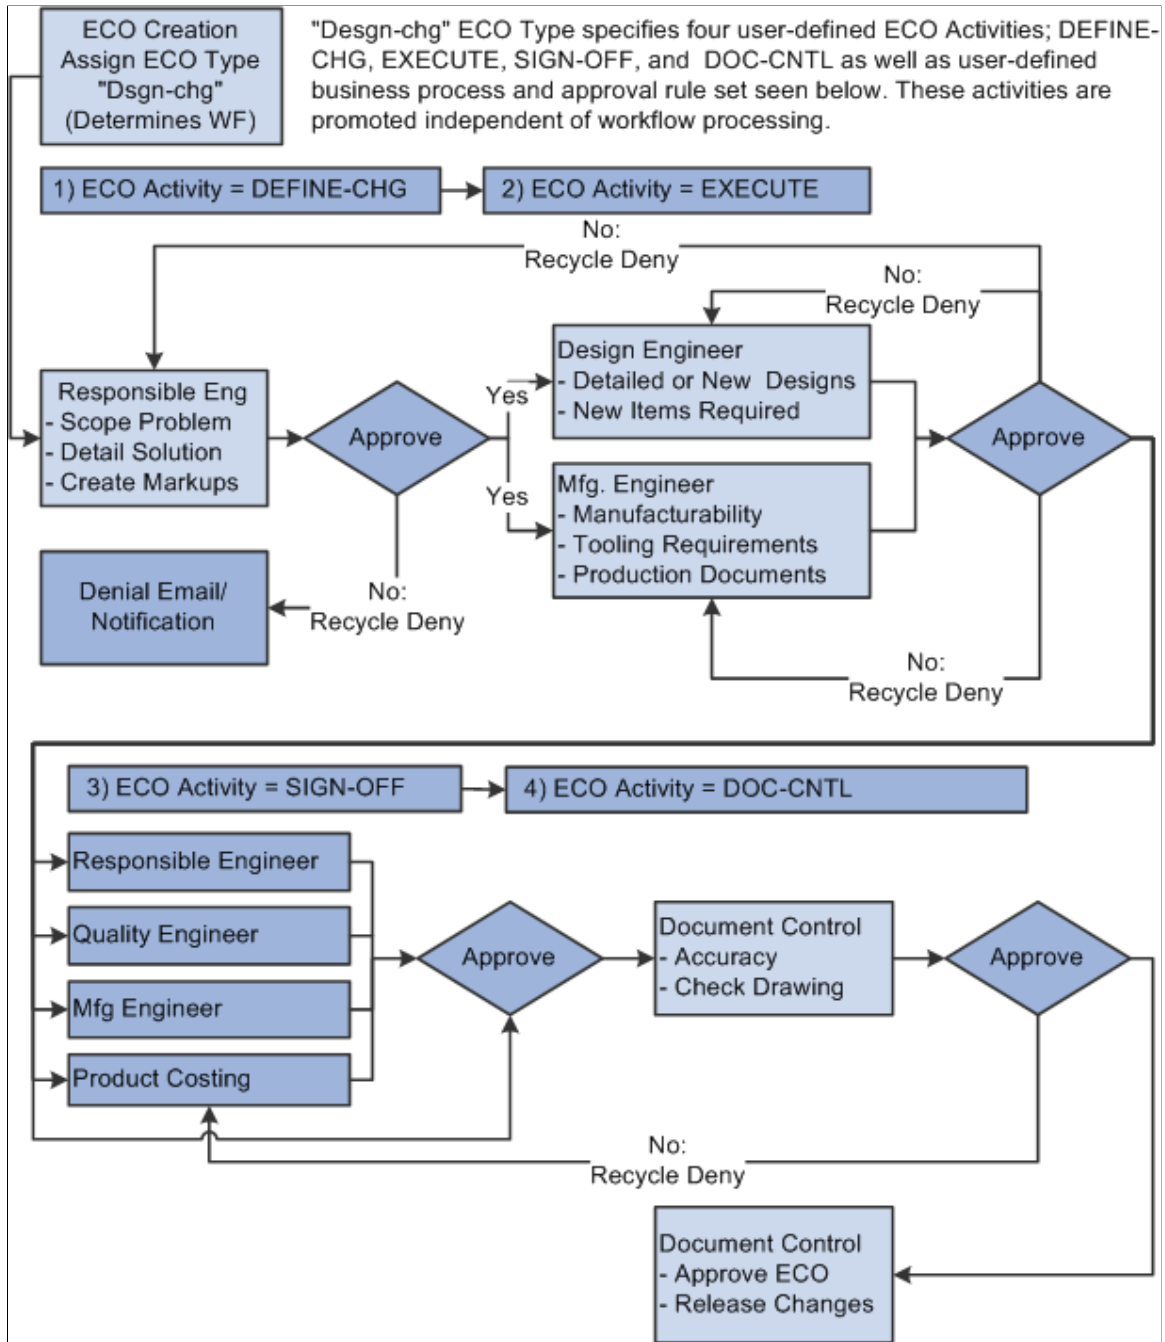 ECO Creation
Assign ECO Type
"Dsgn-chg"
(Determines WF)
"Desgn-chg" ECO Type specifies four user-defined ECO Activities; DEFINE-
CHG, EXECUTE, SIGN-OFF, and  DOC-CNTL as well as user-defined
business process and approval rule set seen below. These activities are
promoted independent of workflow processing.
1) ECO Activity = DEFINE-CHG
2) ECO Activity = EXECUTE
No:
Recycle Deny
No:
Recycle Deny
Responsible Eng
- Scope Problem
- Detail Solution
- Create Markups
Approve
Yes
Yes
Design Engineer
- Detailed or New  Designs
- New Items Required
Mfg. Engineer
- Manufacturability
- Tooling Requirements
- Production Documents
Approve
Denial Email/
Notification
No:
Recycle Deny
No:
Recycle Deny
3) ECO Activity = SIGN-OFF
4) ECO Activity = DOC-CNTL
Responsible Engineer
Quality Engineer
Mfg Engineer
Product Costing
Approve
Document Control
- Accuracy
- Check Drawing
Approve
No:
Recycle Deny
Document Control
- Approve ECO
- Release Changes